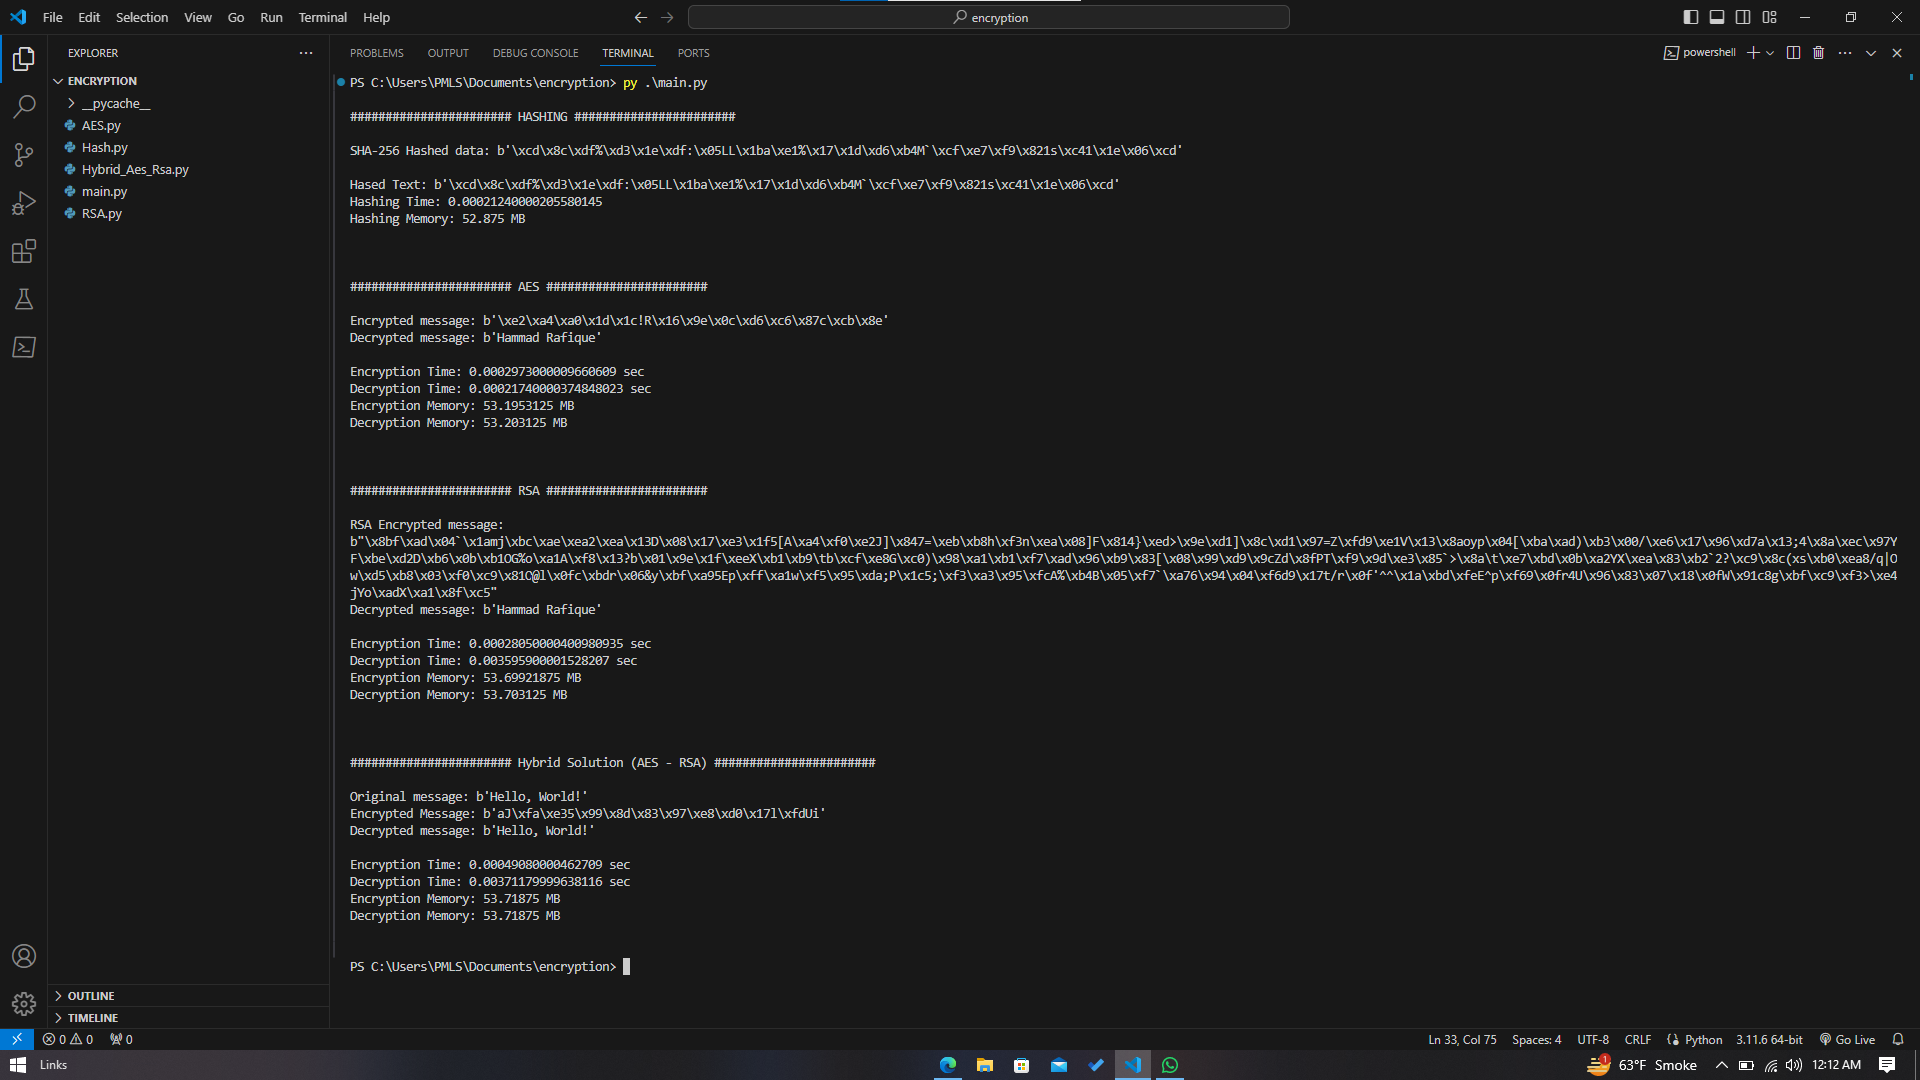 File Edit Selection View Go Run Terminal Help
encryption
EXPLORER
PROBLEMS OUTPUT DEBUG CONSOLE TERMINAL PORTS
powershell
ENCRYPTION
__pycache__
AES.py
Hash.py
Hybrid_Aes_Rsa.py
main.py
RSA.py
PS C:\Users\PMLS\Documents\encryption> py .\main.py
####################### HASHING #######################
SHA-256 Hashed data: b'\xcd\x8c\xdf%\xd3\x1e\xdf:\x05LL\x1ba\xe1%\x17\x1d\xd6\xb4M`\xcf\xe7\xf9\x821s\xc41\x1e\x06\xcd'
Hased Text: b'\xcd\x8c\xdf%\xd3\x1e\xdf:\x05LL\x1ba\xe1%\x17\x1d\xd6\xb4M`\xcf\xe7\xf9\x821s\xc41\x1e\x06\xcd'
Hashing Time: 0.00021240000205580145
Hashing Memory: 52.875 MB
####################### AES #######################
Encrypted message: b'\xe2\xa4\xa0\x1d\x1c!R\x16\x9e\x0c\xd6\xc6\x87c\xcb\x8e'
Decrypted message: b'Hammad Rafique'
Encryption Time: 0.0002973000009660609 sec
Decryption Time: 0.00021740000374848023 sec
Encryption Memory: 53.1953125 MB
Decryption Memory: 53.203125 MB
####################### RSA #######################
RSA Encrypted message:
b"\x8bf\xad\x04`\x1amj\xbc\xae\xea2\xea\x13D\x08\x17\xe3\x1f5[A\xa4\xf0\xe2J]\x847=\xeb\xb8h\xf3n\xea\x08]F\x814}\xed>\x9e\xd1]\x8c\xd1\x97=Z\xfd9\xe1V\x13\x8aoyp\x04[\xba\xad)\xb3\x00/\xe6\x17\x96\xd7a\x13;4\x8a\xec\x97Y
F\xbe\xd2D\xb6\x0b\xb1OG%o\xa1A\xf8\x13?b\x01\x9e\x1f\xeeX\xb1\xb9\tb\xcf\xe8G\xc0)\x98\xa1\xb1\xf7\xad\x96\xb9\x83[\x08\x99\xd9\x9cZd\x8fPT\xf9\x9d\xe3\x85`>\x8a\t\xe7\xbd\x0b\xa2YX\xea\x83\xb2`2?\xc9\x8c(xs\xb0\xea8/q|O
w\xd5\xb8\x03\xf0\xc9\x81C@l\x0fc\xbdr\x06&y\xbf\xa95Ep\xff\xa1w\xf5\x95\xda;P\x1c5;\xf3\xa3\x95\xfcA%\xb4B\x05\xf7`\xa76\x94\x04\xf6d9\x17t/r\x0f'^^\x1a\xbd\xfeE^p\xf69\x0fr4U\x96\x83\x07\x18\x0fW\x91c8g\xbf\xc9\xf3>\xe4
jYo\xadX\xa1\x8f\xc5"
Decrypted message: b'Hammad Rafique'
Encryption Time: 0.00028050000400980935 sec
Decryption Time: 0.003595900001528207 sec
Encryption Memory: 53.69921875 MB
Decryption Memory: 53.703125 MB
####################### Hybrid Solution (AES - RSA) #######################
Original message: b'Hello, World!'
Encrypted Message: b'aJ\xfa\xe35\x99\x8d\x83\x97\xe8\xd0\x17l\xfdUi'
Decrypted message: b'Hello, World!'
Encryption Time: 0.00049080000462709 sec
Decryption Time: 0.00371179999638116 sec
Encryption Memory: 53.71875 MB
Decryption Memory: 53.71875 MB
PS C:\Users\PMLS\Documents\encryption>
OUTLINE
TIMELINE
0 0 0
Ln 33, Col 75 Spaces: 4 UTF-8 CRLF Python 3.11.6 64-bit Go Live
Links
1 63°F Smoke 12:12 AM